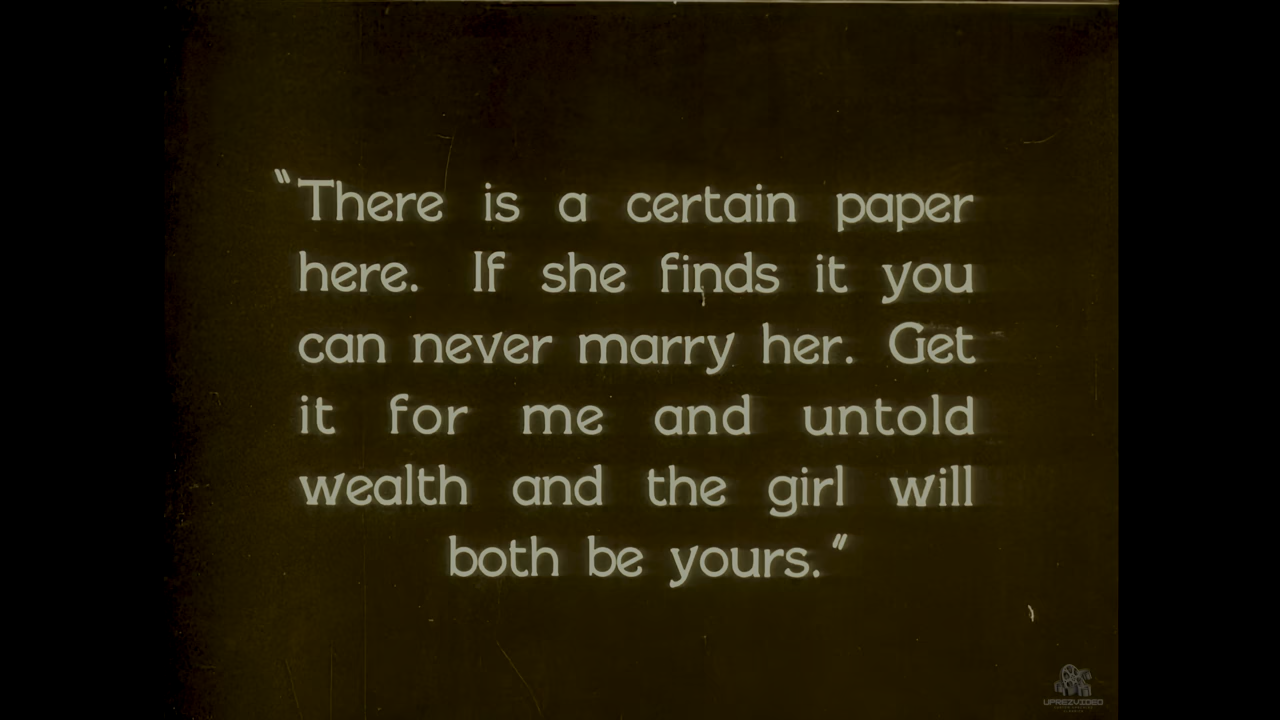 “There is a certain paper
here. If she finds it you
can never marry her. Get
it for me and untold
wealth and the girl will
both be yours.”
UPREZVIDEO